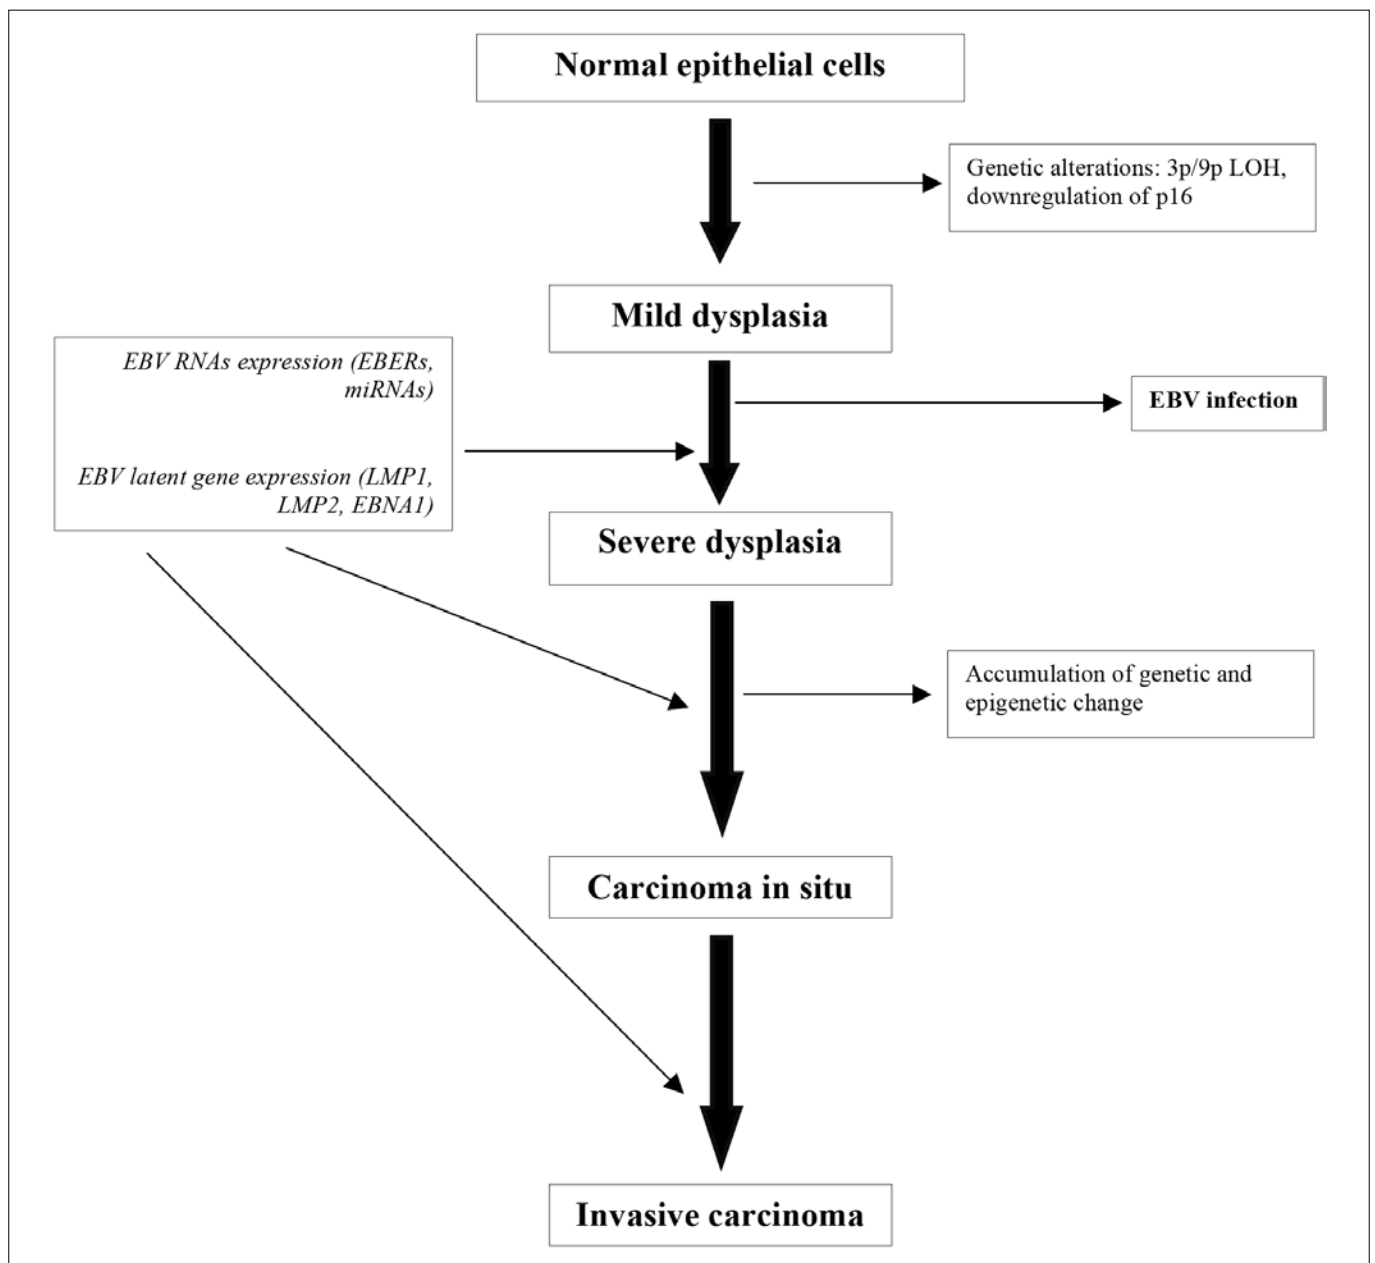 Normal epithelial cells
Genetic alterations: 3p/9p LOH,
downregulation of p16
Mild dysplasia
EBV RNAs expression (EBERs,
miRNAs)
EBV infection
EBV latent gene expression (LMP1,
LMP2, EBNA1)
Severe dysplasia
Accumulation of genetic and
epigenetic change
Carcinoma in situ
Invasive carcinoma